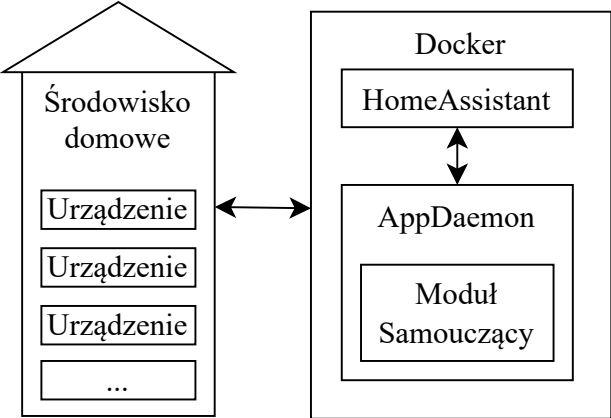 Środowisko
domowe
Urządzenie
Urządzenie
Urządzenie
...
Docker
HomeAssistant
AppDaemon
Moduł
Samouczący